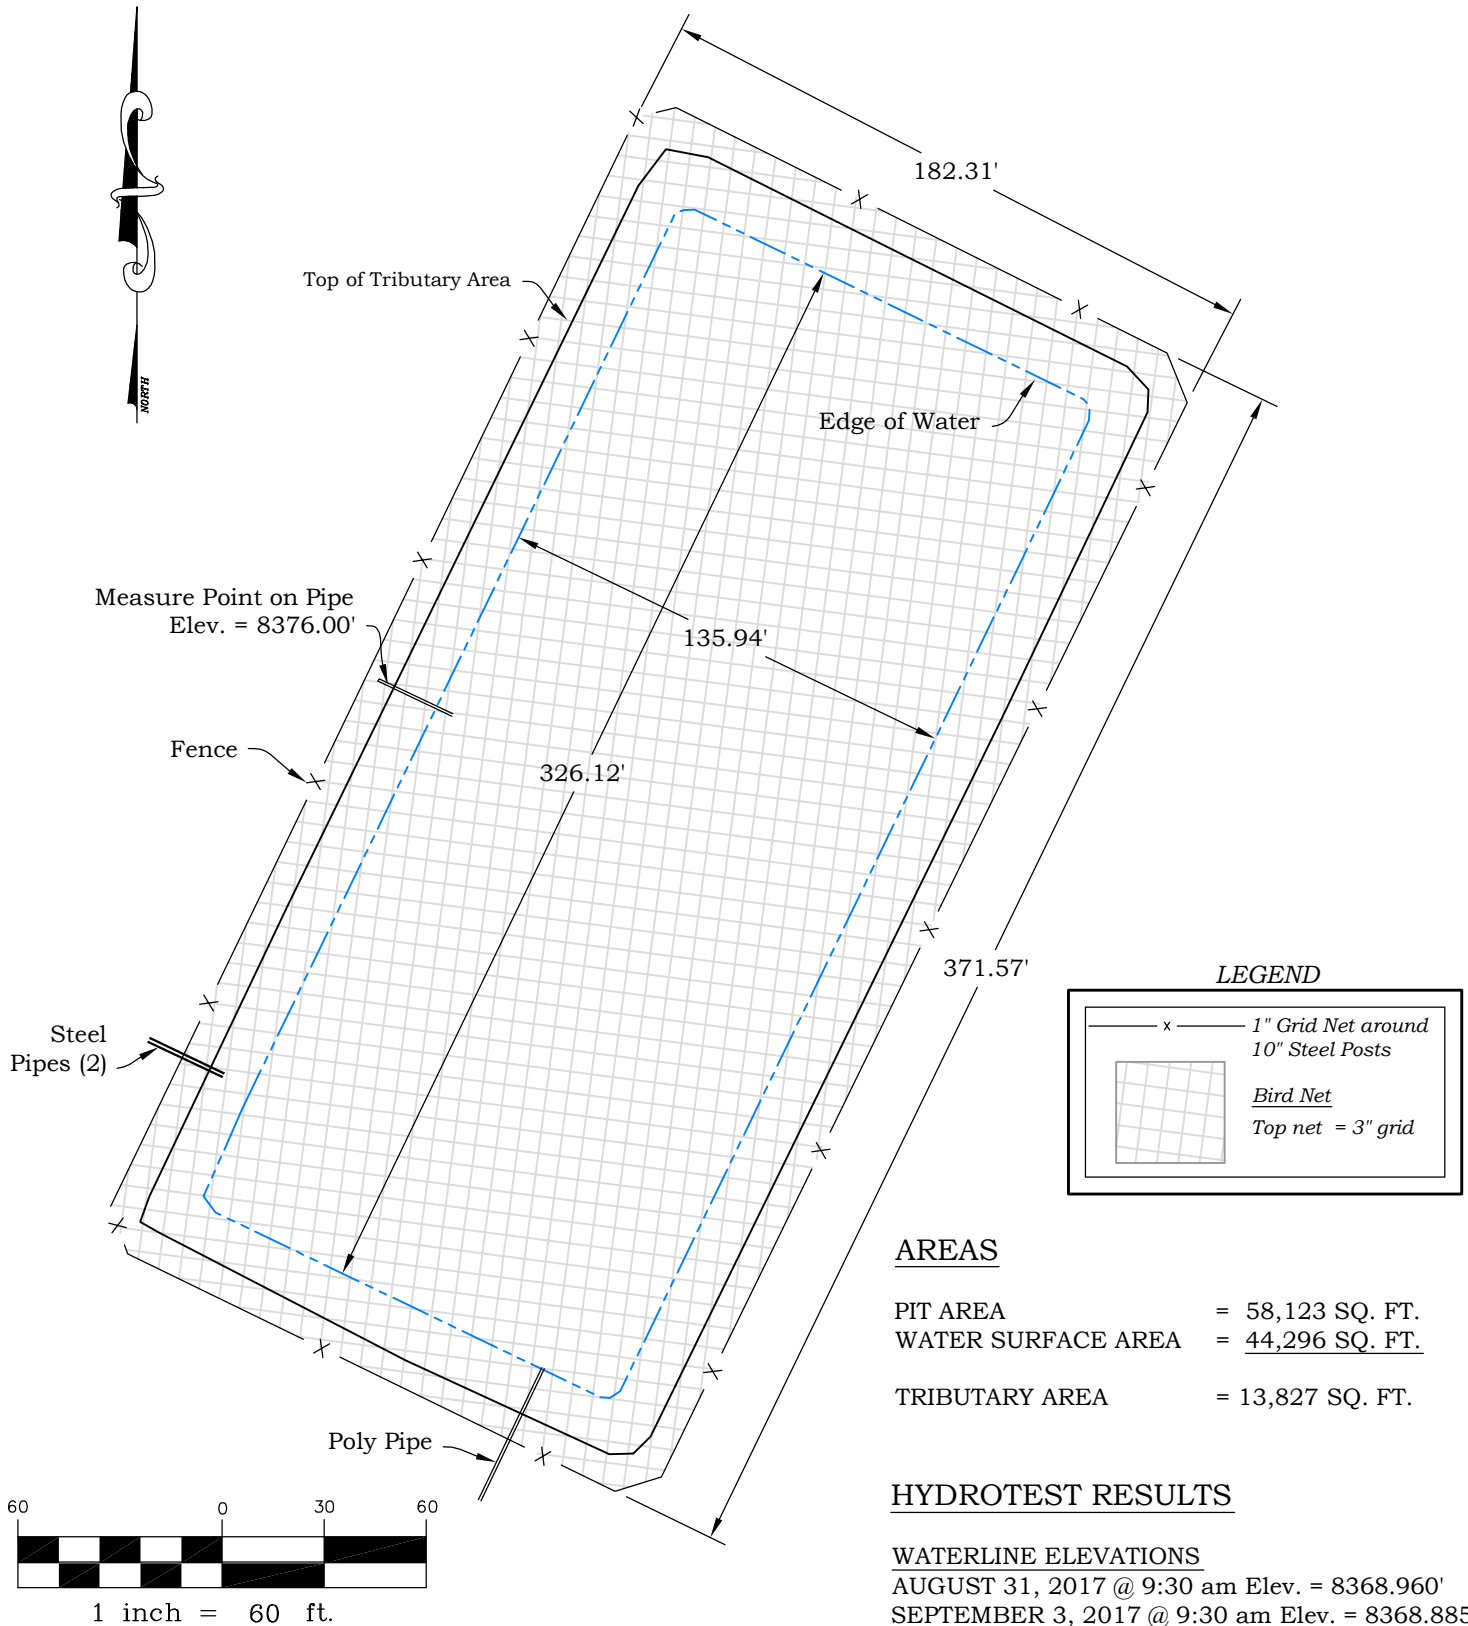 182.31'
Top of Tributary Area
NORTH
Edge of Water
Measure Point on Pipe
Elev. = 8376.00'
135.94'
Fence
326.12'
371.57'
LEGEND
x 1" Grid Net around
10" Steel Posts
Bird Net
Top net = 3" grid
Steel
Pipes (2)
AREAS
PIT AREA = 58,123 SQ. FT.
WATER SURFACE AREA = 44,296 SQ. FT.
TRIBUTARY AREA = 13,827 SQ. FT.
Poly Pipe
HYDROTEST RESULTS
WATERLINE ELEVATIONS
AUGUST 31, 2017 @ 9:30 am Elev. = 8368.960'
SEPTEMBER 3, 2017 @ 9:30 am Elev. = 8368.885
60 0 30 60
1 inch = 60 ft.